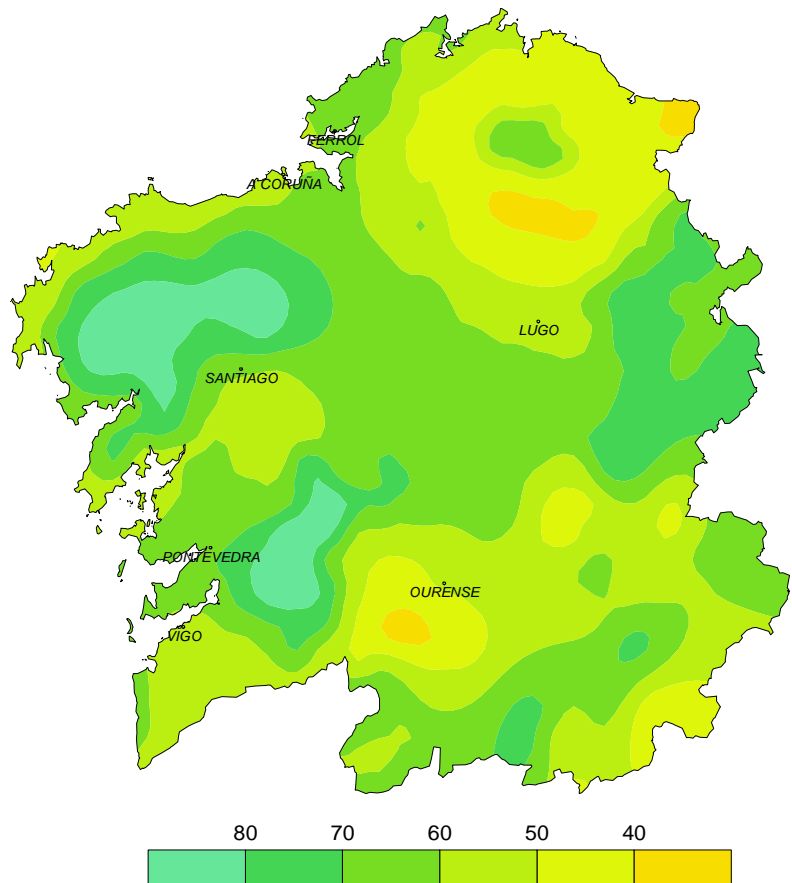 FERROL
A CORUÑA
LUGO
SANTIAGO
PONTEVEDRA
OURENSE
VIGO
80 70 60 50 40